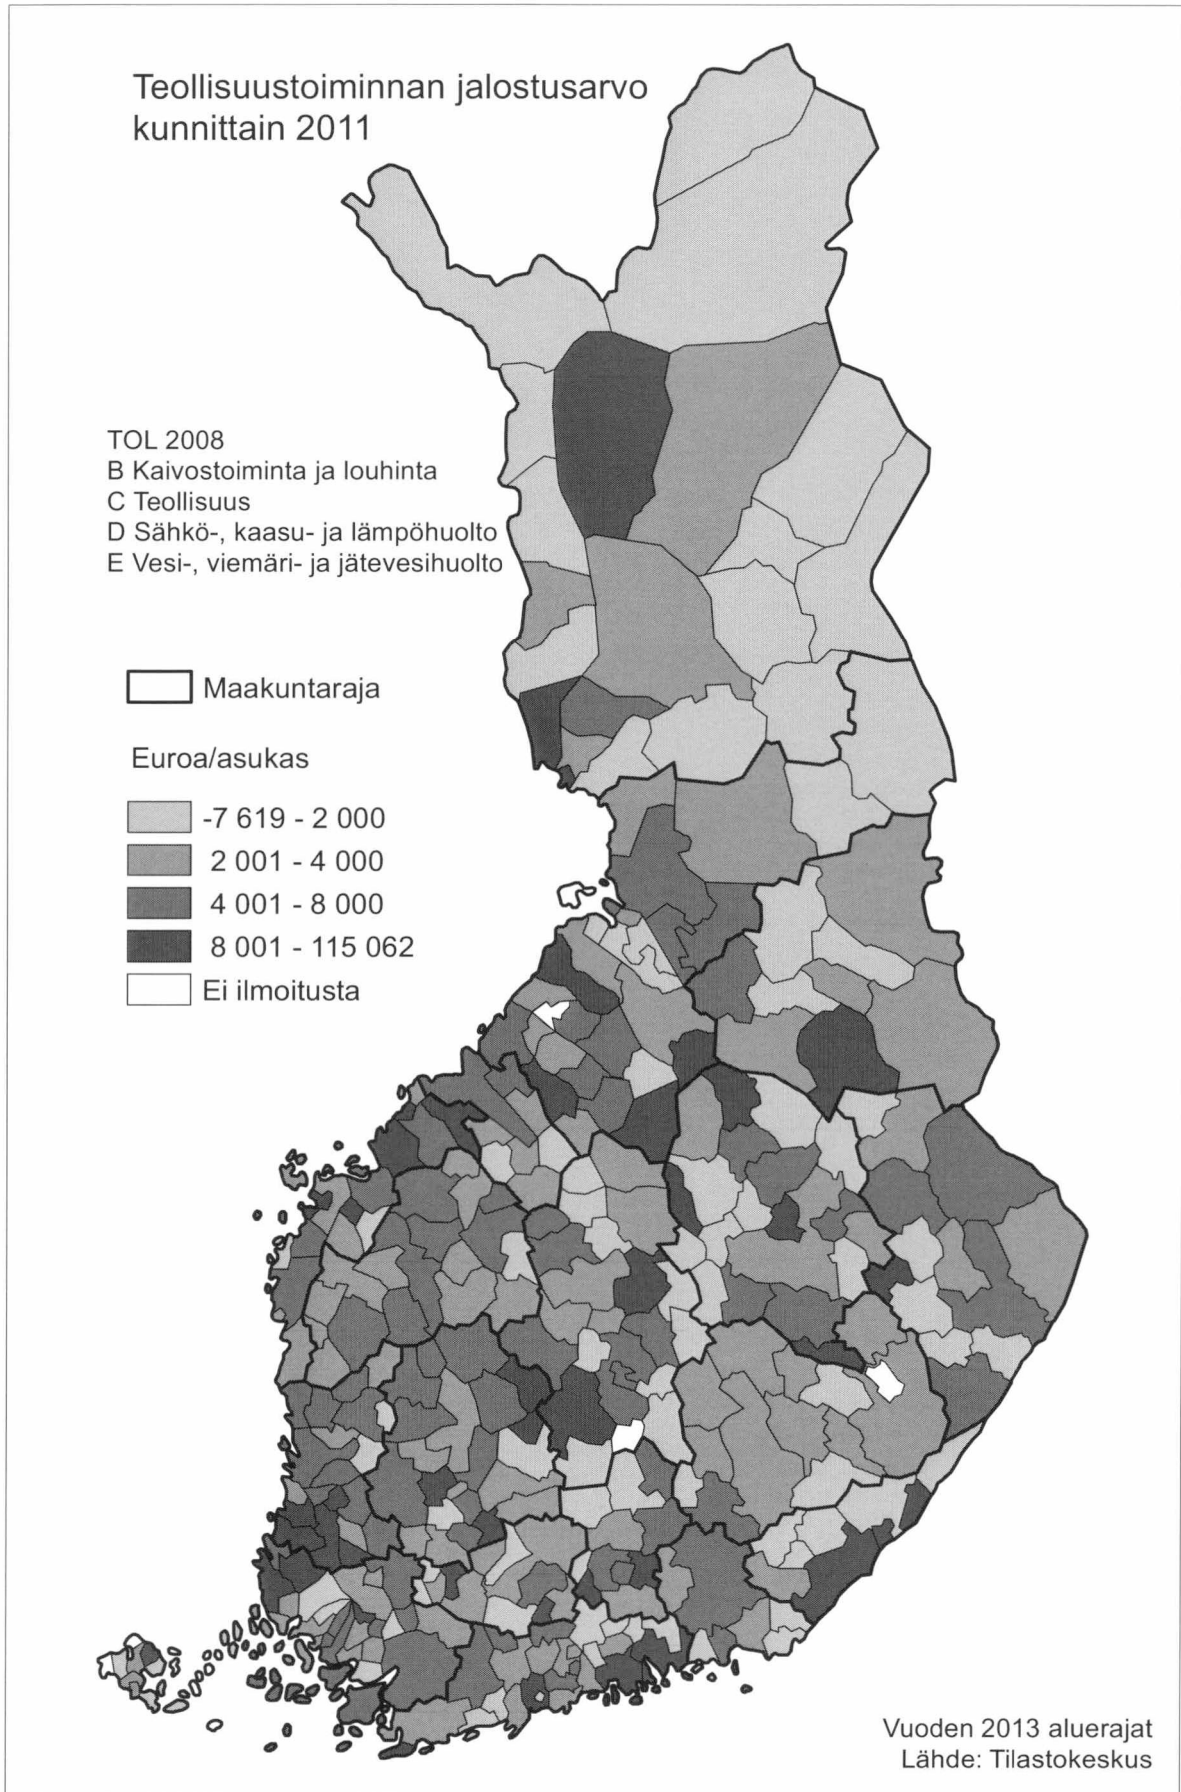 Teollisuustoiminnan jalostusarvo
kunnittain 2011
TOL 2008
B Kaivostoiminta ja louhinta
C Teollisuus
D Sähkö-, kaasu- ja lämpöhuolto
E Vesi-, viemäri- ja jätevesihuolto
Maakuntaraja
Euroa/asukas
-7 619 - 2 000
2 001 - 4 000
4 001 - 8 000
8 001 - 115 062
Ei ilmoitusta
Vuoden 2013 aluerajat
Lähde: Tilastokeskus